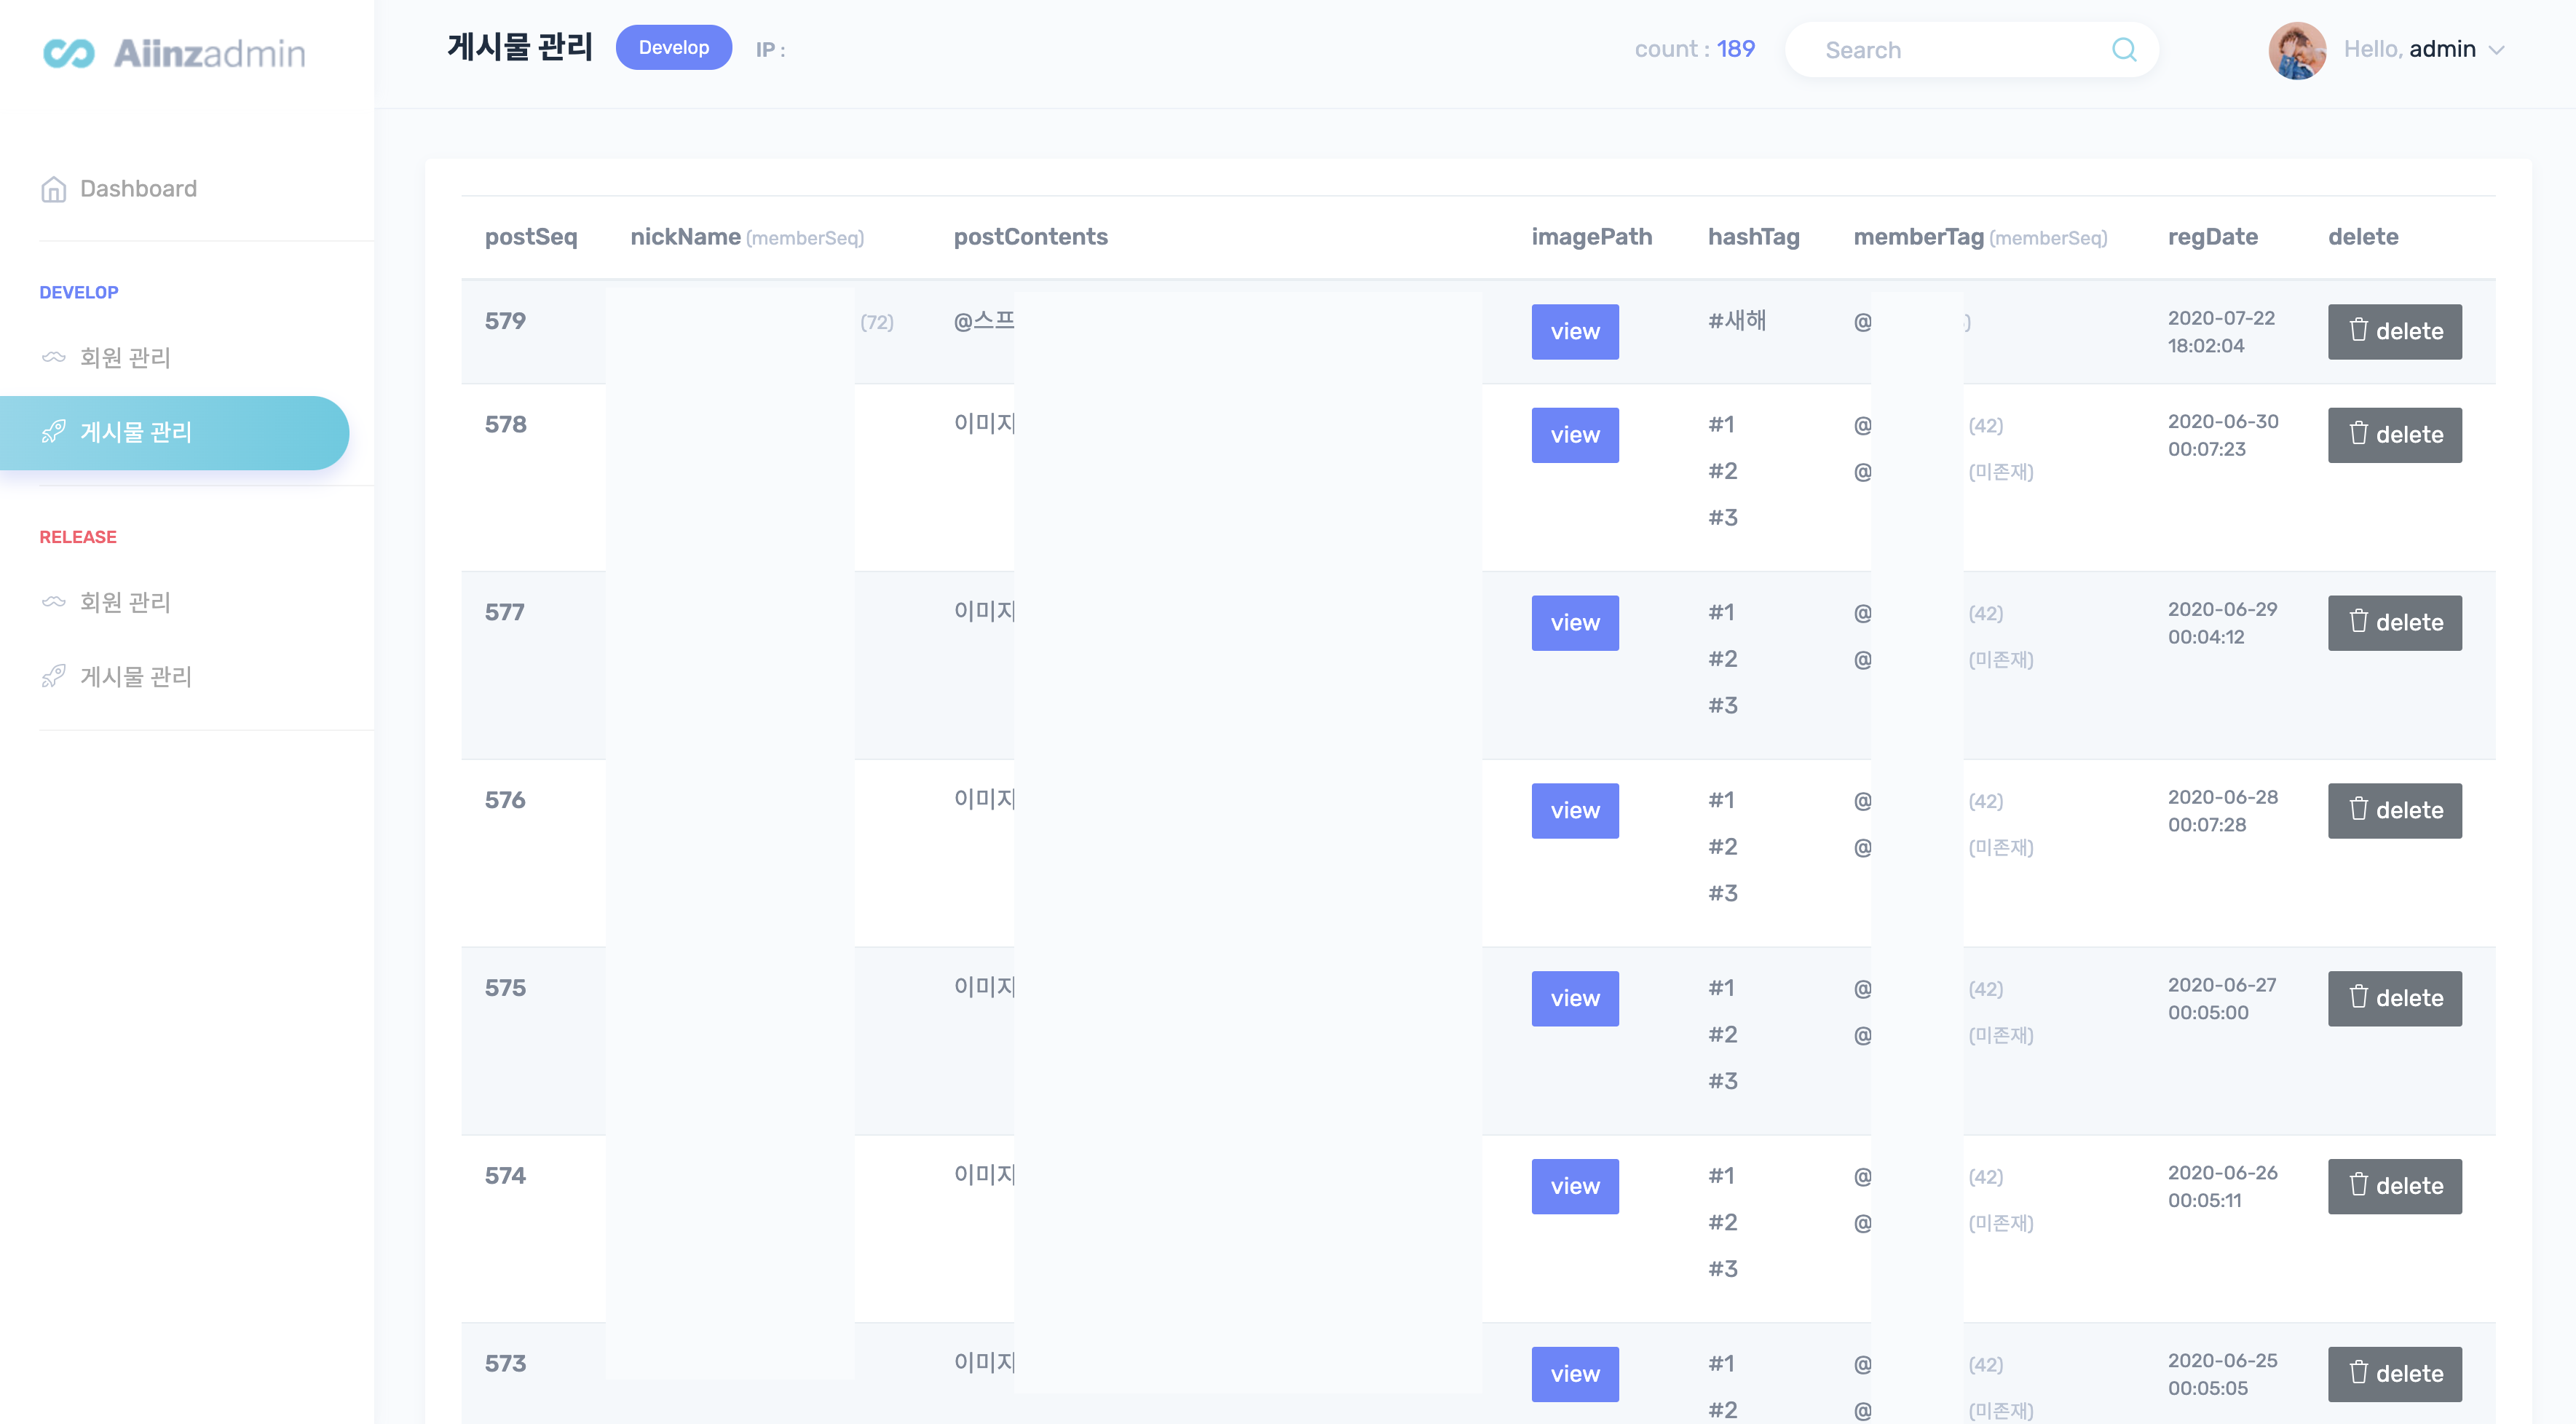 Aiinzadmin
게시물 관리 Develop IP :
count : 189
Search
Hello, admin
Dashboard
DEVELOP
회원 관리
게시물 관리
RELEASE
회원 관리
게시물 관리
postSeq nickName (memberSeq) postContents imagePath hashTag memberTag (memberSeq) regDate delete
579 (72) @스프 view #새해 @ 2020-07-22 delete
18:02:04
578 이미지 view #1 @ (42) 2020-06-30 delete
00:07:23
#2 @ (미존재)
#3
577 이미지 view #1 @ (42) 2020-06-29 delete
00:04:12
#2 @ (미존재)
#3
576 이미지 view #1 @ (42) 2020-06-28 delete
00:07:28
#2 @ (미존재)
#3
575 이미지 view #1 @ (42) 2020-06-27 delete
00:05:00
#2 @ (미존재)
#3
574 이미지 view #1 @ (42) 2020-06-26 delete
00:05:11
#2 @ (미존재)
#3
573 이미지 view #1 @ (42) 2020-06-25 delete
00:05:05
#2 @ (미존재)